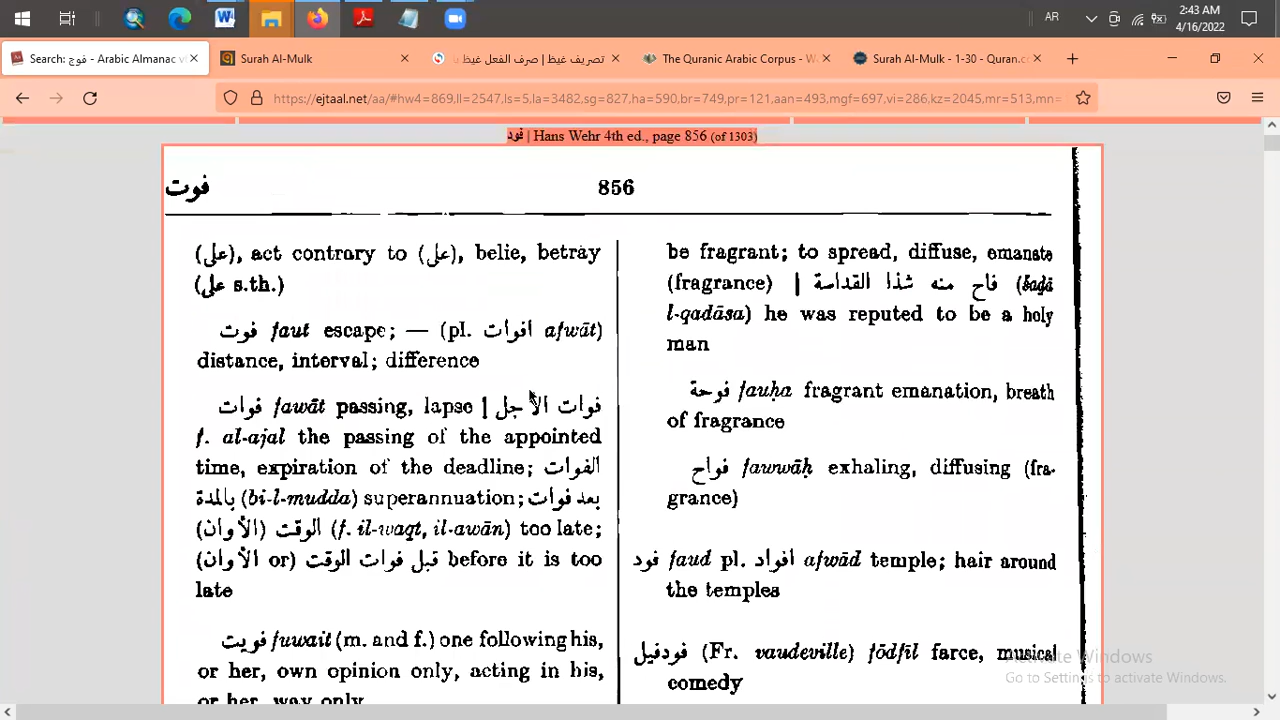 2:43 AM
AR
4/16/2022
Search: فوج - Arabic Almanac v
Surah Al-Mulk
تصريف غيظ | صرف الفعل غيظ
The Quranic Arabic Corpus - W
Surah Al-Mulk - 1-30 - Quran.c
https://ejtaal.net/aa/#hw4=869,ll=2547,ls=5,la=3482,sg=827,ha=590,br=749,pr=121,aan=493,mgf=697,vi=286,kz=2045,mr=513,mn=
فود | Hans Wehr 4th ed., page 856 (of 1303)
فوت
856
(على), act contrary to (على), belie, betray
(على s.th.)
فوت faut escape; — (pl. افوات afwāt)
distance, interval; difference
فوات fawāt passing, lapse | فوات الأجل
f. al-ajal the passing of the appointed
time, expiration of the deadline; الفوات
بالمدة (bi-l-mudda) superannuation; بعد فوات
الوقت (الأوان) (f. il-waqt, il-awān) too late;
قبل فوات الوقت (or الأوان) before it is too
late
فويت fuwait (m. and f.) one following his,
or her, own opinion only, acting in his,
or her, way only
be fragrant; to spread, diffuse, emanate
(fragrance) | فاح منه شذا القداسة (šaḏā
l-qadāsa) he was reputed to be a holy
man
فوحة fauḥa fragrant emanation, breath
of fragrance
فواح fawwāḥ exhaling, diffusing (fra-
grance)
فود faud pl. افواد afwād temple; hair around
the temples
فودفيل (Fr. vaudeville) fōdfīl farce, musical
comedy
Activate Windows
Go to Settings to activate Windows.